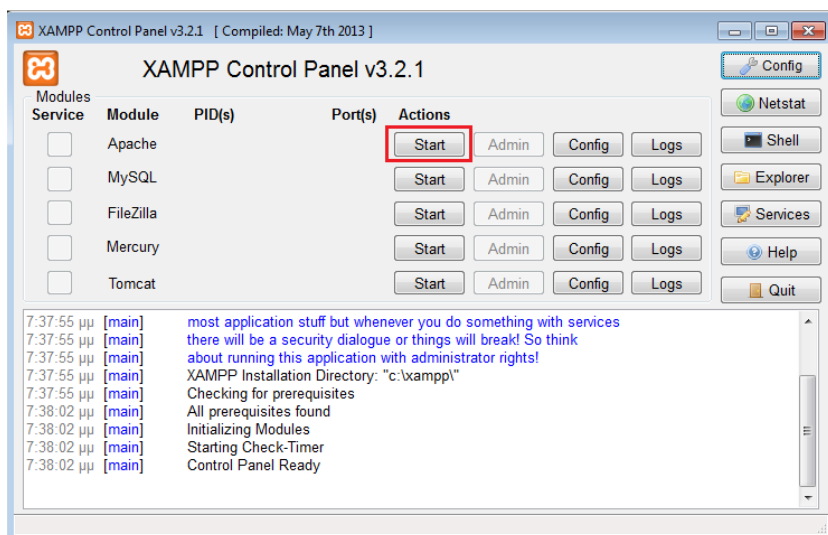 XAMPP Control Panel v3.2.1 [ Compiled: May 7th 2013 ]
XAMPP Control Panel v3.2.1
Config
Netstat
Shell
Explorer
Services
Help
Quit
Modules
Service Module PID(s) Port(s) Actions
Apache Start Admin Config Logs
MySQL Start Admin Config Logs
FileZilla Start Admin Config Logs
Mercury Start Admin Config Logs
Tomcat Start Admin Config Logs
7:37:55 μμ [main] most application stuff but whenever you do something with services
7:37:55 μμ [main] there will be a security dialogue or things will break! So think
7:37:55 μμ [main] about running this application with administrator rights!
7:37:55 μμ [main] XAMPP Installation Directory: "c:\xampp\"
7:37:55 μμ [main] Checking for prerequisites
7:38:02 μμ [main] All prerequisites found
7:38:02 μμ [main] Initializing Modules
7:38:02 μμ [main] Starting Check-Timer
7:38:02 μμ [main] Control Panel Ready